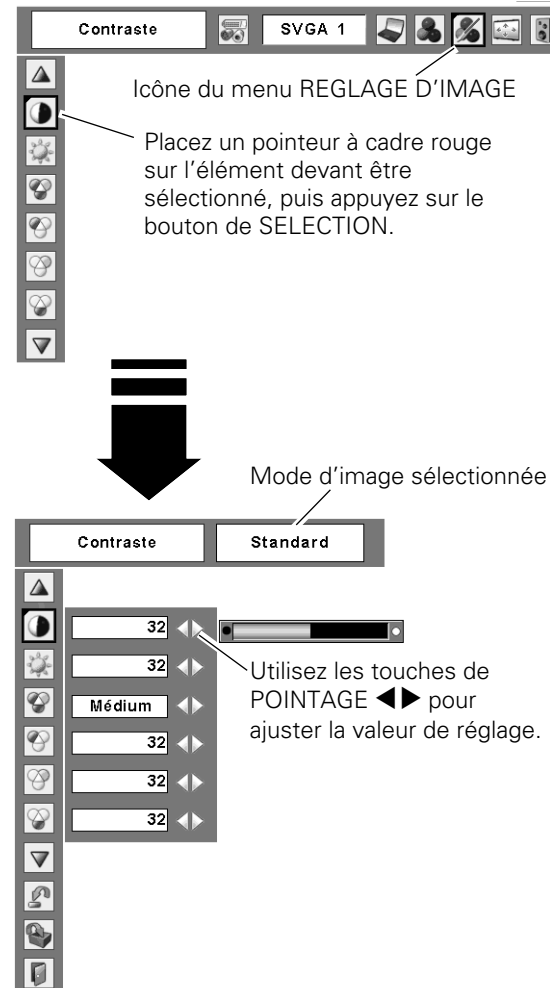 Contraste SVGA 1
Icône du menu REGLAGE D’IMAGE
Placez un pointeur à cadre rouge
sur l’élément devant être
sélectionné, puis appuyez sur le
bouton de SELECTION.
Mode d’image sélectionnée
Contraste Standard
32
32
Utilisez les touches de
POINTAGE ◀▶ pour
ajuster la valeur de réglage.
Médium
32
32
32